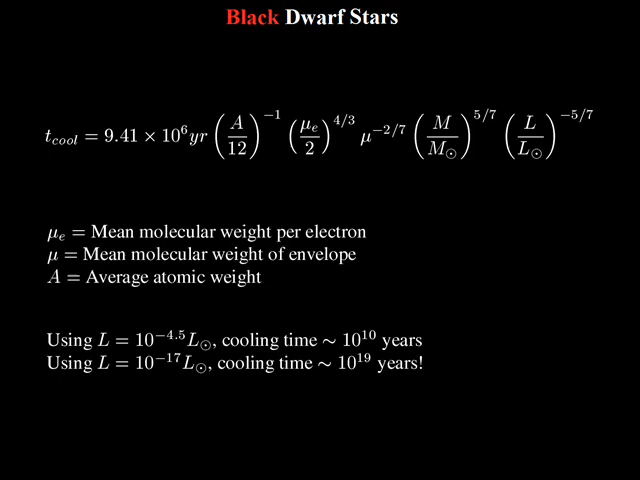 Black Dwarf Stars
t_{cool} = 9.41 × 10^{6} yr (A/12)^{-1} (μ_e/2)^{4/3} μ^{-2/7} (M/M_⊙)^{5/7} (L/L_⊙)^{-5/7}
μ_e = Mean molecular weight per electron
μ = Mean molecular weight of envelope
A = Average atomic weight
Using L = 10^{-4.5}L_⊙, cooling time ~ 10^{10} years
Using L = 10^{-17}L_⊙, cooling time ~ 10^{19} years!